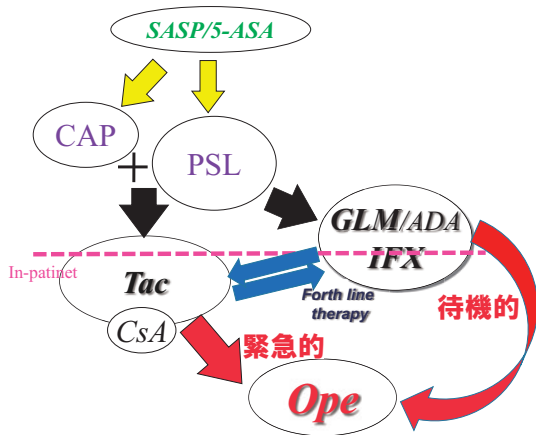 SASP/5-ASA
CAP
+
PSL
GLM/ADA
IFX
In-patinet
Tac
Forth line
therapy
待機的
CsA
緊急的
Ope